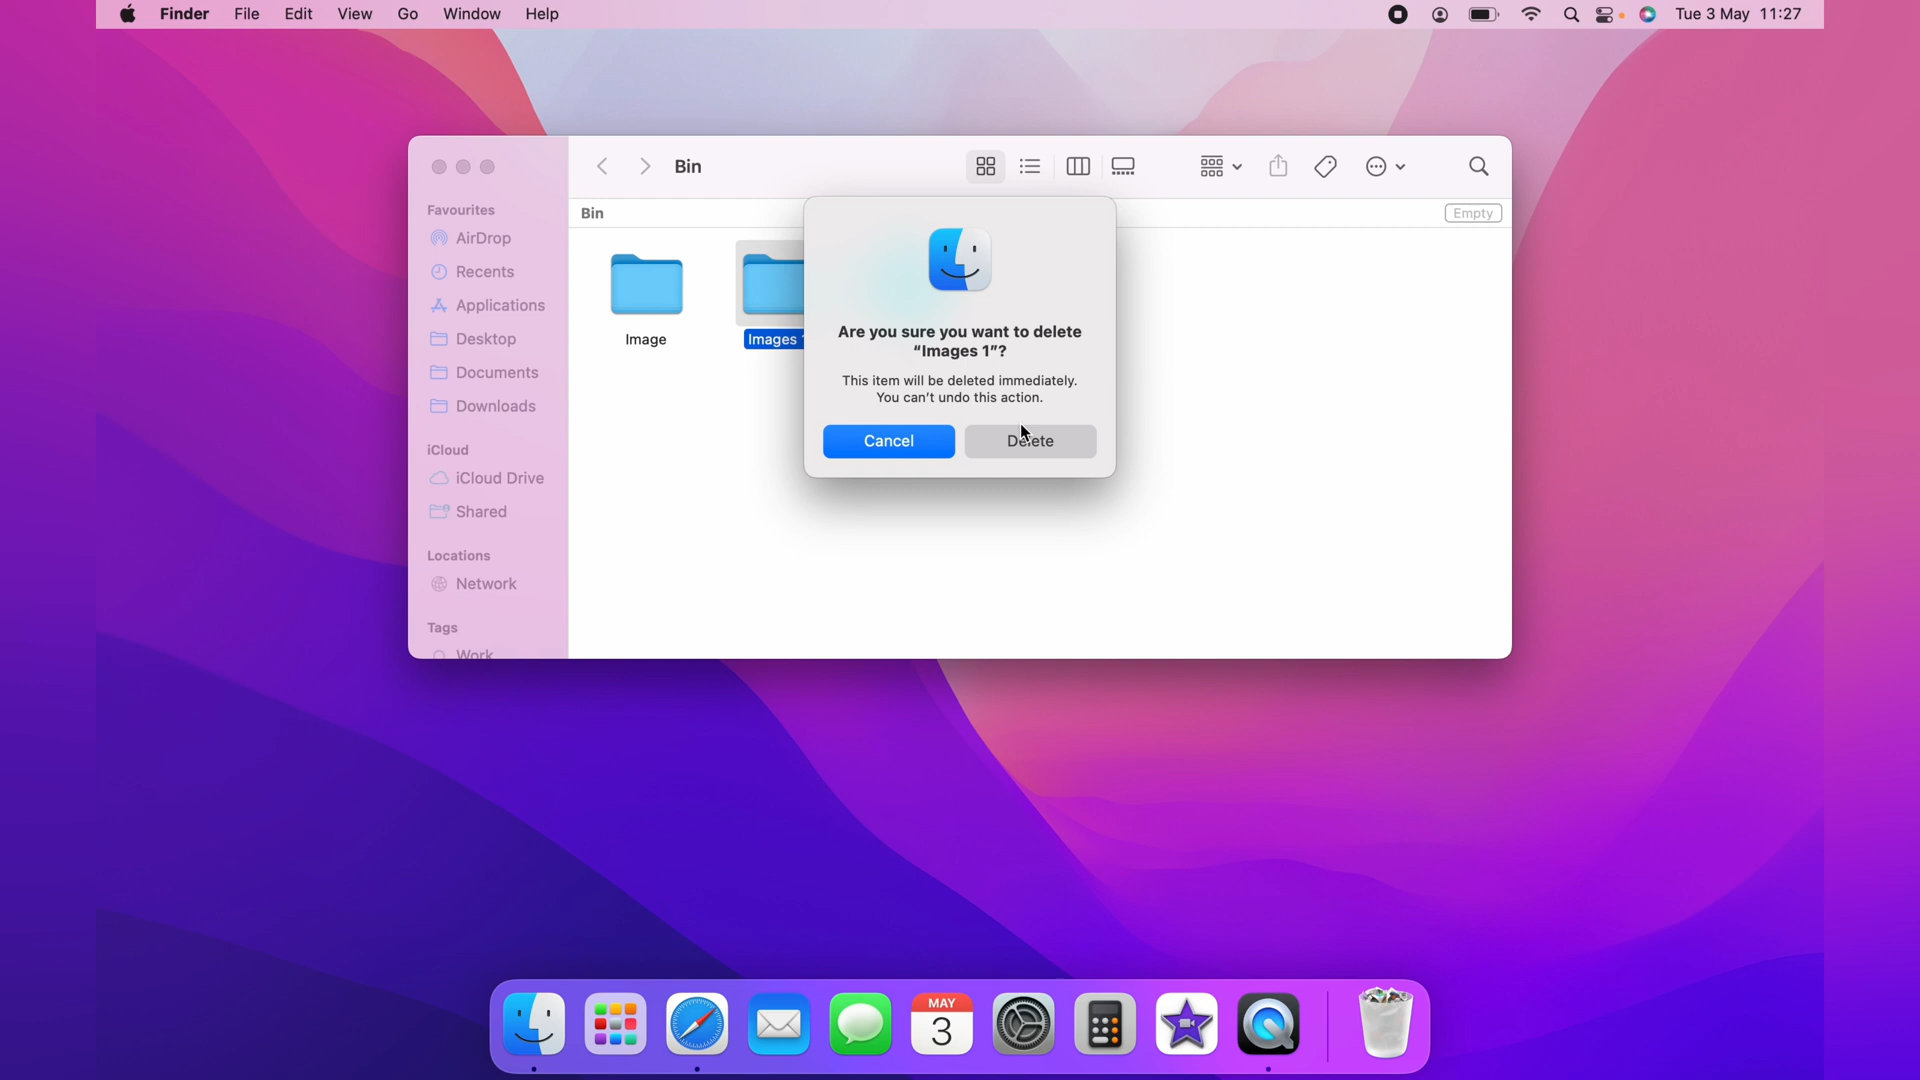 Finder File Edit View Go Window Help Tue 3 May 11:27
Bin
Favourites
AirDrop
Recents
Applications
Desktop
Documents
Downloads
iCloud
iCloud Drive
Shared
Locations
Network
Tags
Work
Bin Empty
Image
Images 1
Are you sure you want to delete
“Images 1”?
This item will be deleted immediately.
You can’t undo this action.
Cancel Delete
MAY
3